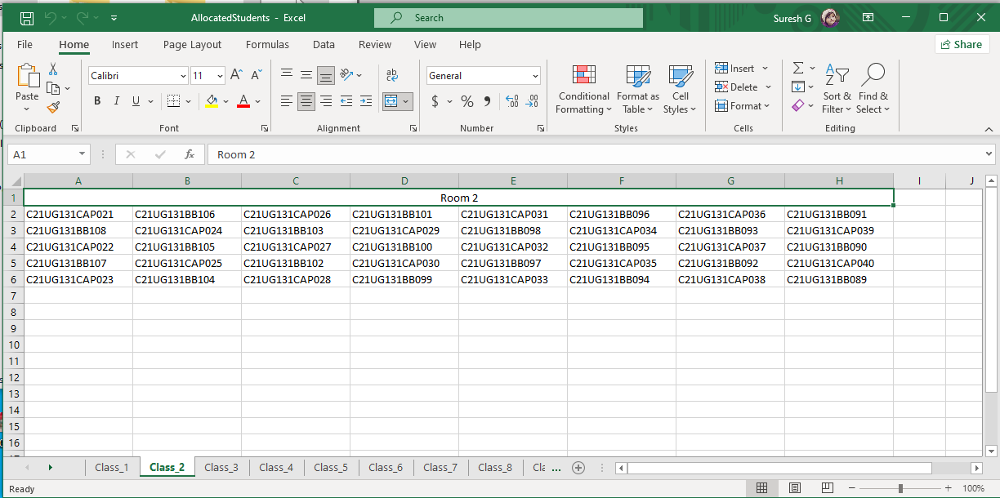 AllocatedStudents - Excel
Search
Suresh G
File Home Insert Page Layout Formulas Data Review View Help
Share
Paste
Clipboard
Calibri 11
B I U
A
Font
ab
Alignment
General
$ % 9 .00 .00
Number
Conditional Formatting
Format as Table
Cell Styles
Styles
Insert
Delete
Format
Cells
Sort & Filter
Find & Select
Editing
A1
fx
Room 2
A B C D E F G H I J
1 Room 2
2 C21UG131CAP021 C21UG131BB106 C21UG131CAP026 C21UG131BB101 C21UG131CAP031 C21UG131BB096 C21UG131CAP036 C21UG131BB091
3 C21UG131BB108 C21UG131CAP024 C21UG131BB103 C21UG131CAP029 C21UG131BB098 C21UG131CAP034 C21UG131BB093 C21UG131CAP039
4 C21UG131CAP022 C21UG131BB105 C21UG131CAP027 C21UG131BB100 C21UG131CAP032 C21UG131BB095 C21UG131CAP037 C21UG131BB090
5 C21UG131BB107 C21UG131CAP025 C21UG131BB102 C21UG131CAP030 C21UG131BB097 C21UG131CAP035 C21UG131BB092 C21UG131CAP040
6 C21UG131CAP023 C21UG131BB104 C21UG131CAP028 C21UG131BB099 C21UG131CAP033 C21UG131BB094 C21UG131CAP038 C21UG131BB089
7
8
9
10
11
12
13
14
15
16
Class_1 Class_2 Class_3 Class_4 Class_5 Class_6 Class_7 Class_8 Cla ...
Ready
100%